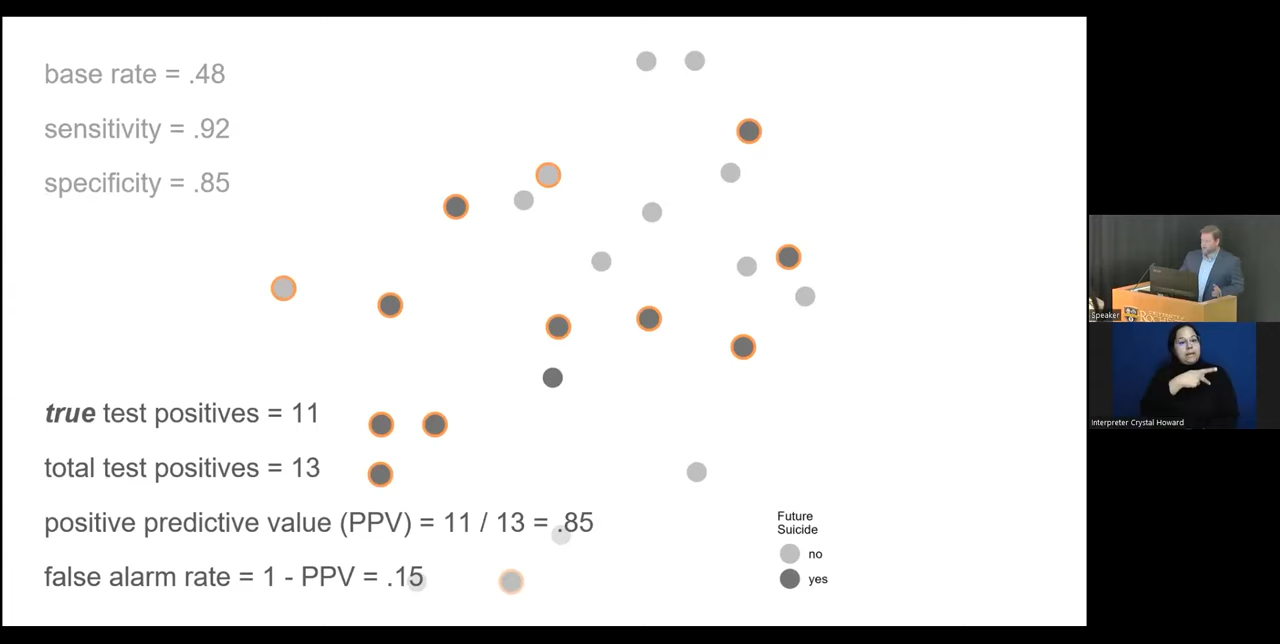 base rate = .48
sensitivity = .92
specificity = .85
true test positives = 11
total test positives = 13
positive predictive value (PPV) = 11 / 13 = .85
false alarm rate = 1 - PPV = .15
Future
Suicide
no
yes
Speaker
Interpreter Crystal Howard